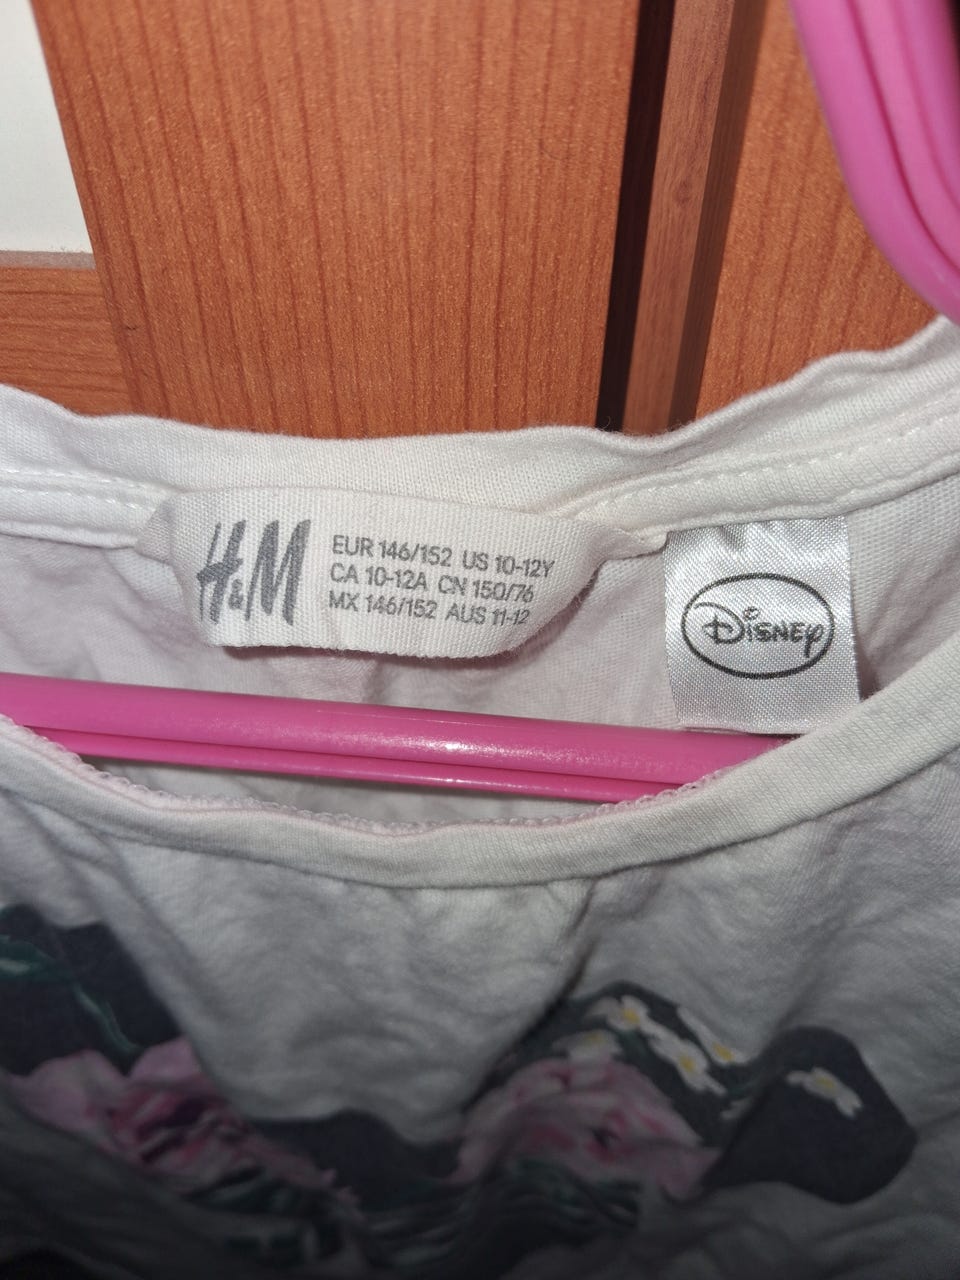 H&M
EUR 146/152 US 10-12Y
CA 10-12A CN 150/76
MX 146/152 AUS 11-12
Disney